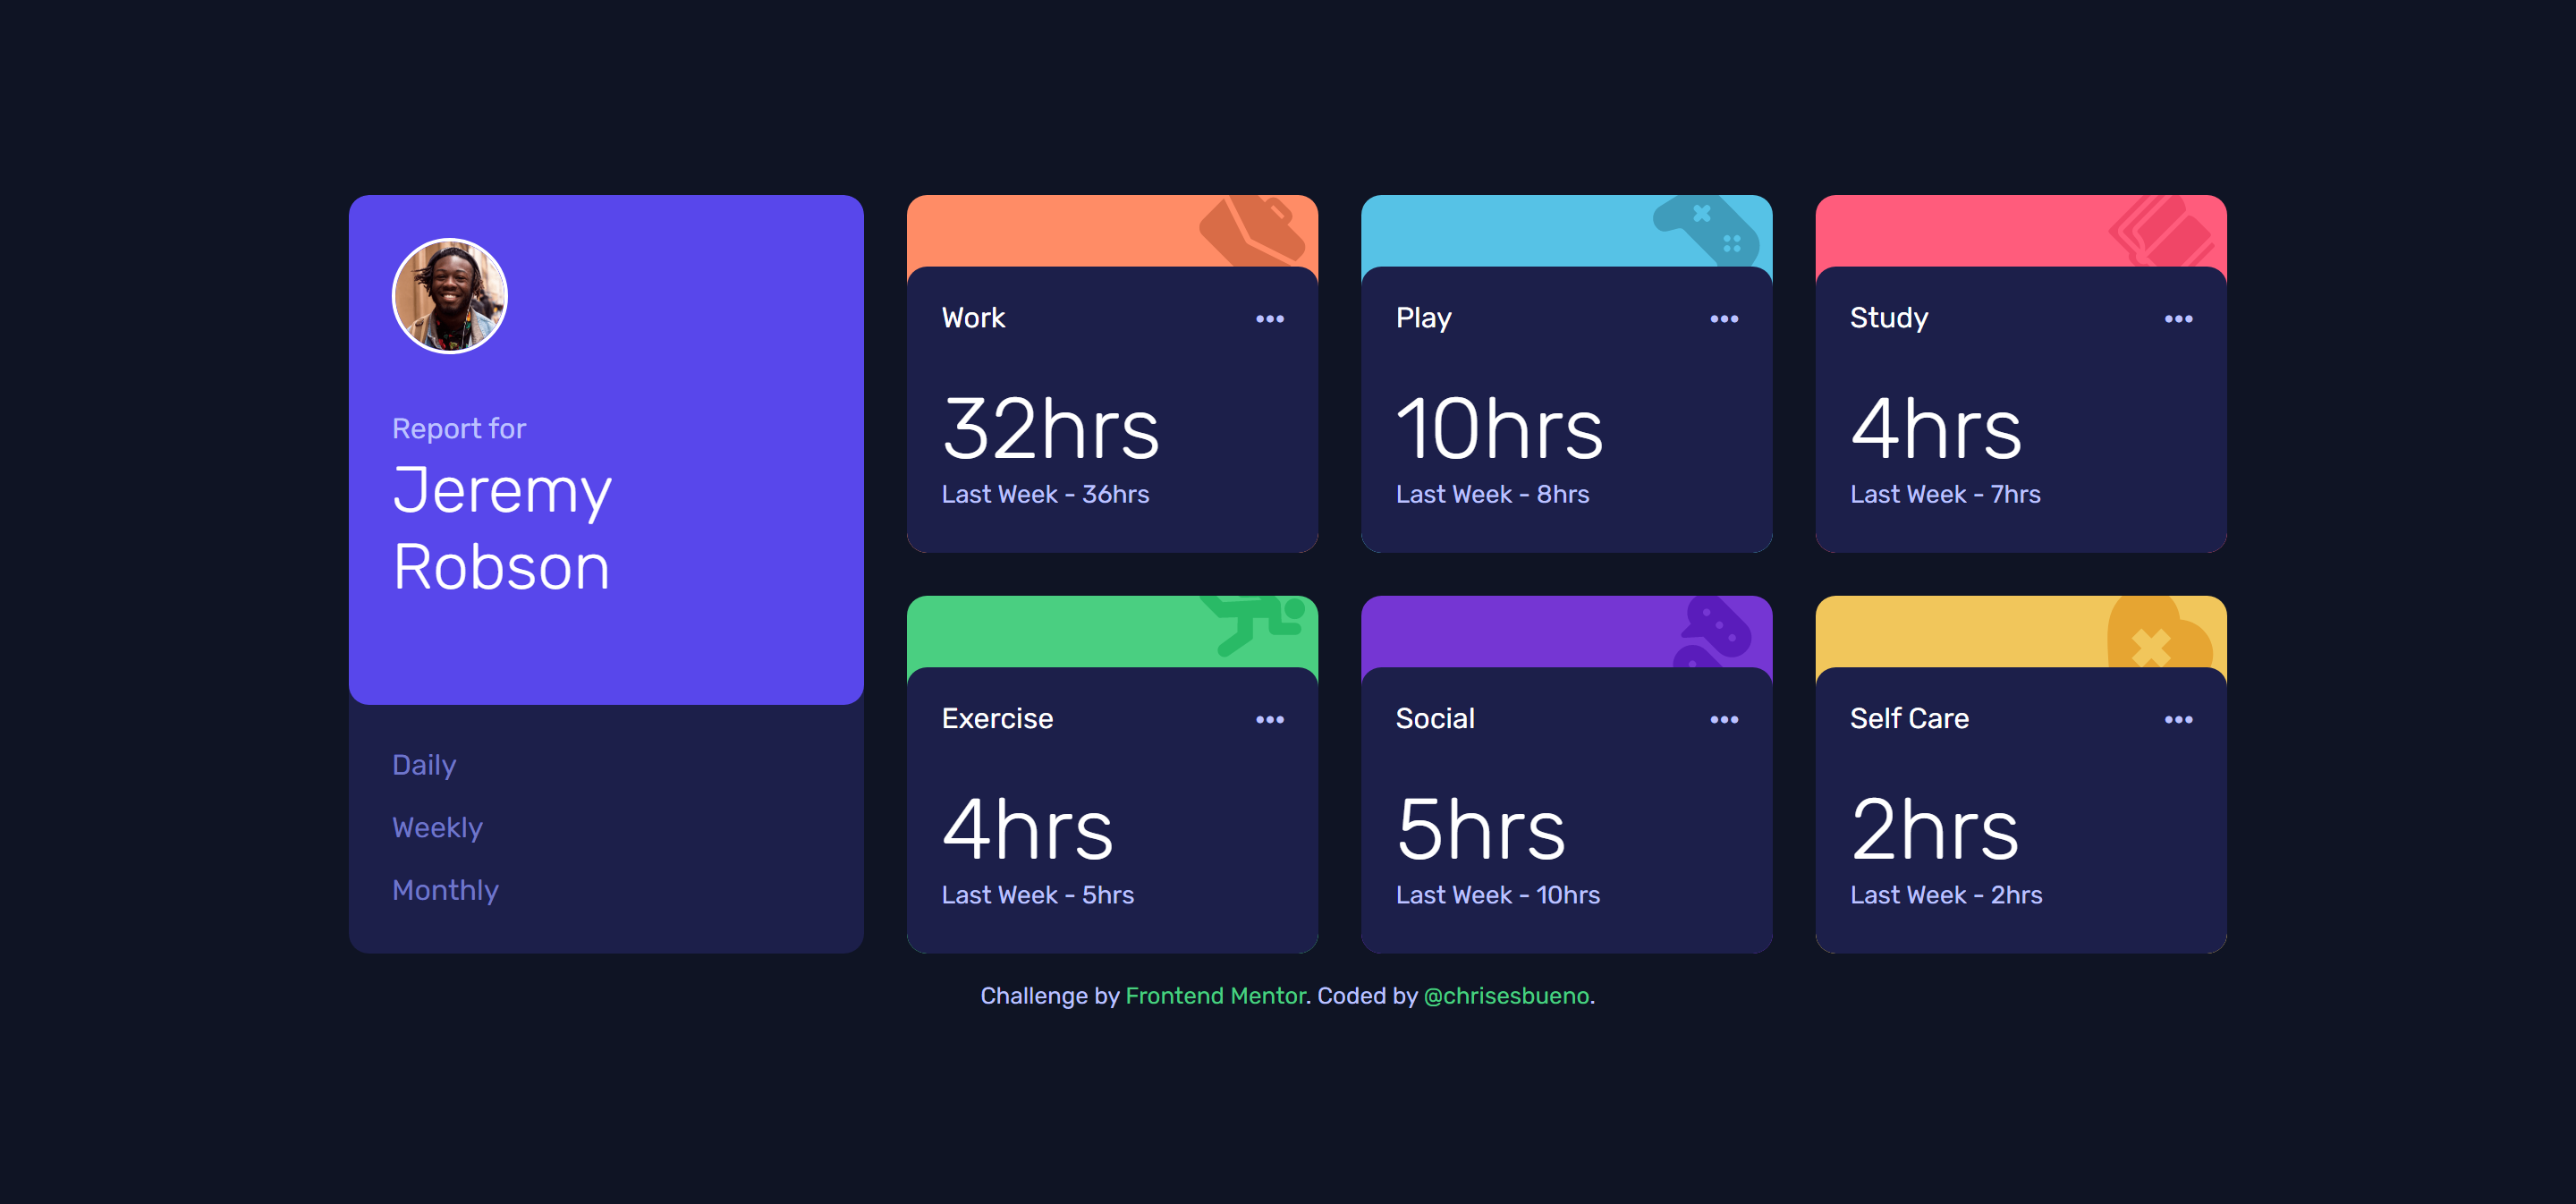 Report for
Jeremy
Robson
Daily
Weekly
Monthly
Work
32hrs
Last Week - 36hrs
Play
10hrs
Last Week - 8hrs
Study
4hrs
Last Week - 7hrs
Exercise
4hrs
Last Week - 5hrs
Social
5hrs
Last Week - 10hrs
Self Care
2hrs
Last Week - 2hrs
Challenge by Frontend Mentor. Coded by @chrisesbueno.